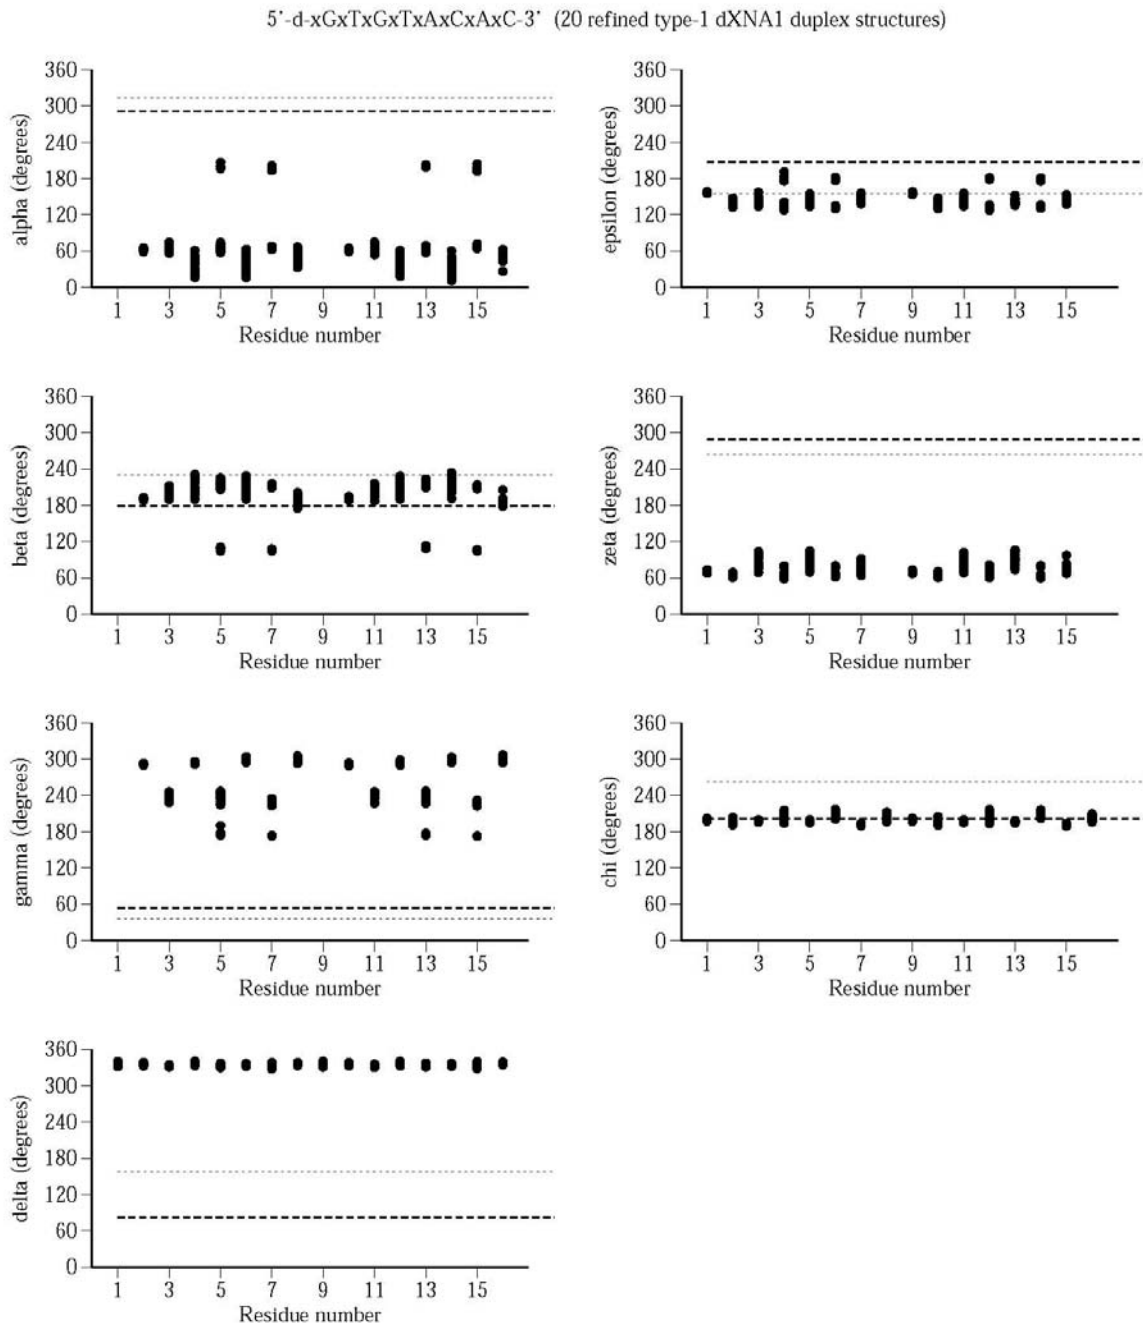 5'-d-xGxTxGxTxAxCxAxC-3' (20 refined type-1 dXNA1 duplex structures)
alpha (degrees)
360
300
240
180
120
60
0
1 3 5 7 9 11 13 15
Residue number
epsilon (degrees)
360
300
240
180
120
60
0
1 3 5 7 9 11 13 15
Residue number
beta (degrees)
360
300
240
180
120
60
0
1 3 5 7 9 11 13 15
Residue number
zeta (degrees)
360
300
240
180
120
60
0
1 3 5 7 9 11 13 15
Residue number
gamma (degrees)
360
300
240
180
120
60
0
1 3 5 7 9 11 13 15
Residue number
chi (degrees)
360
300
240
180
120
60
0
1 3 5 7 9 11 13 15
Residue number
delta (degrees)
360
300
240
180
120
60
0
1 3 5 7 9 11 13 15
Residue number